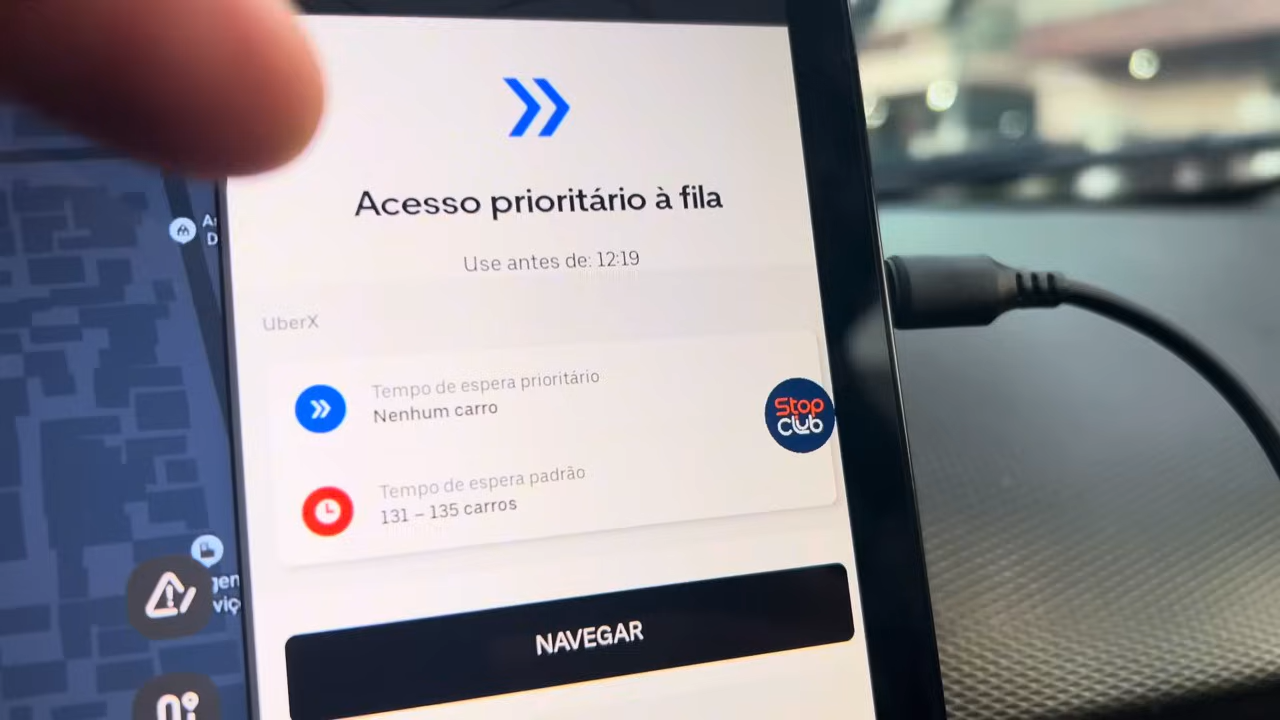 Acesso prioritário à fila
Use antes de: 12:19
UberX
Tempo de espera prioritário
Nenhum carro
Stop
Club
Tempo de espera padrão
131 – 135 carros
NAVEGAR